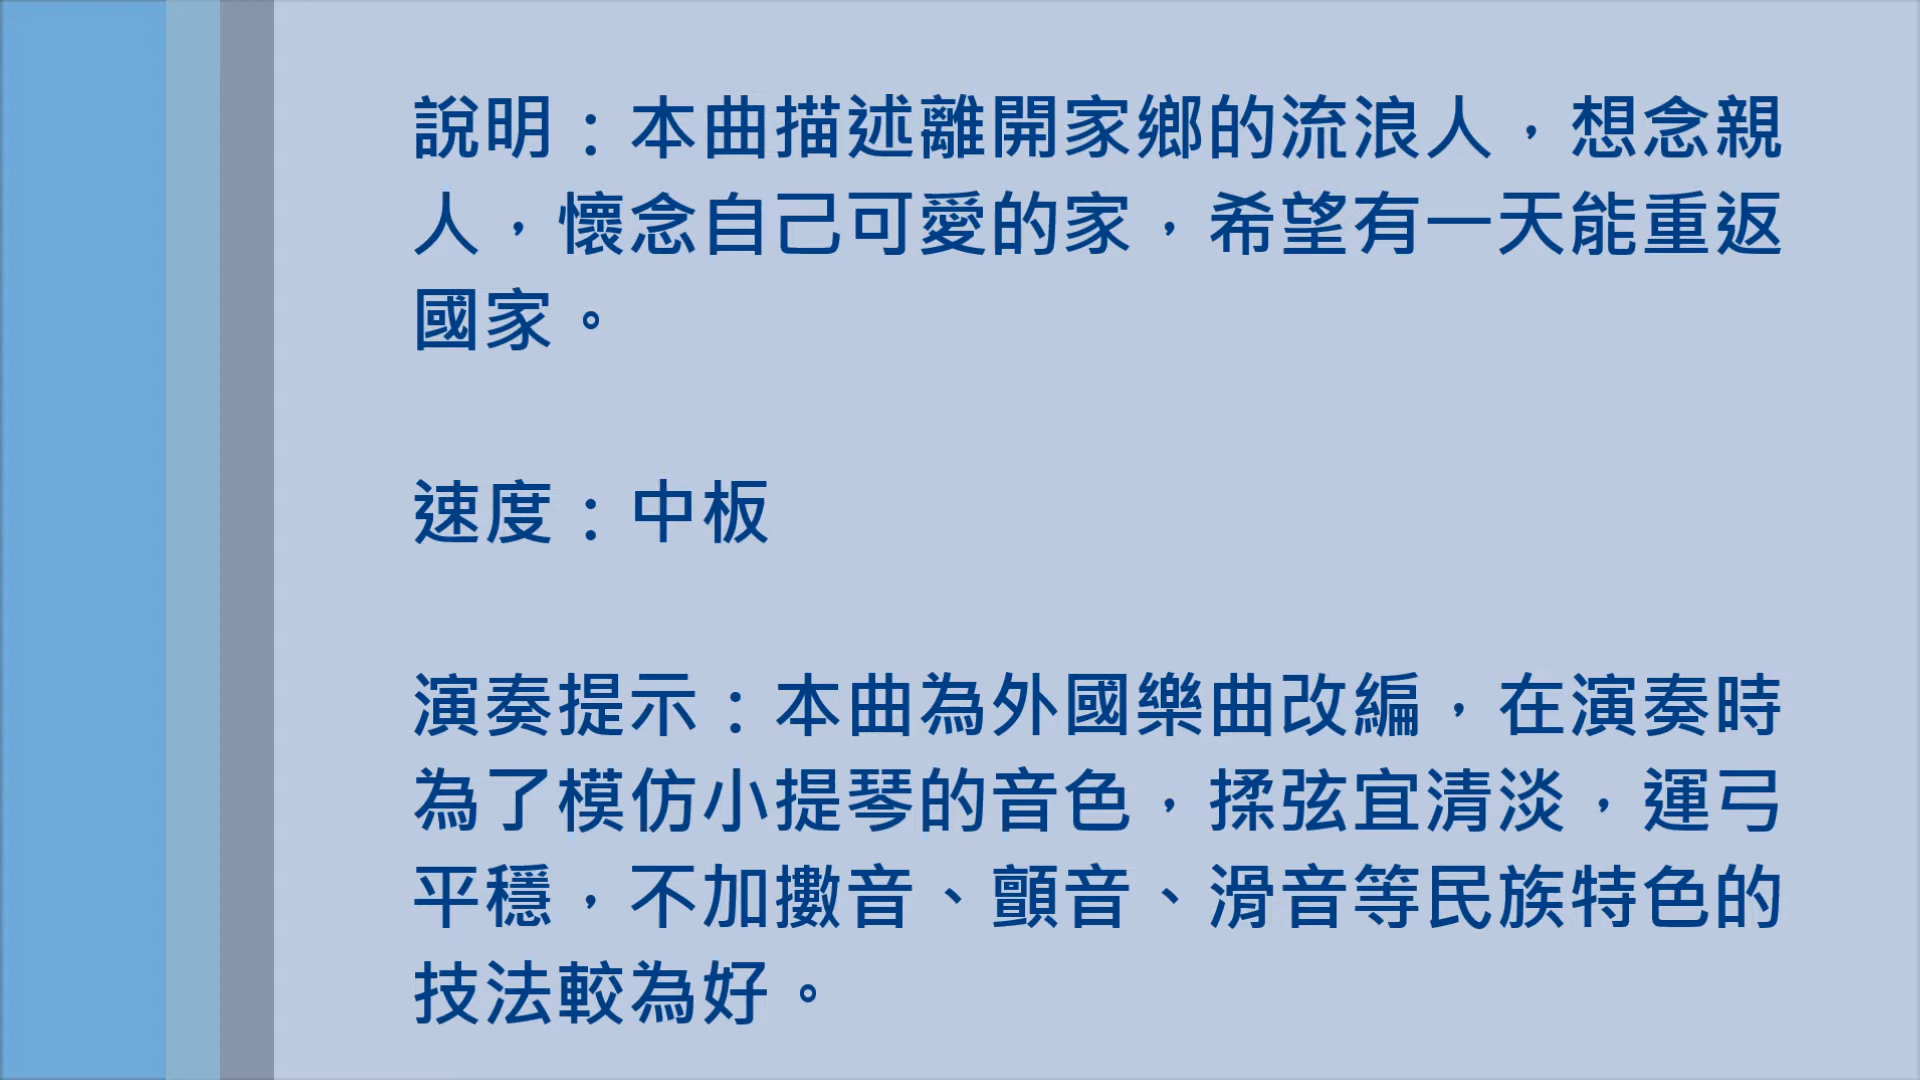 說明：本曲描述離開家鄉的流浪人，想念親
人，懷念自己可愛的家，希望有一天能重返
國家。
速度：中板
演奏提示：本曲為外國樂曲改編，在演奏時
為了模仿小提琴的音色，揉弦宜清淡，運弓
平穩，不加擻音、顫音、滑音等民族特色的
技法較為好。